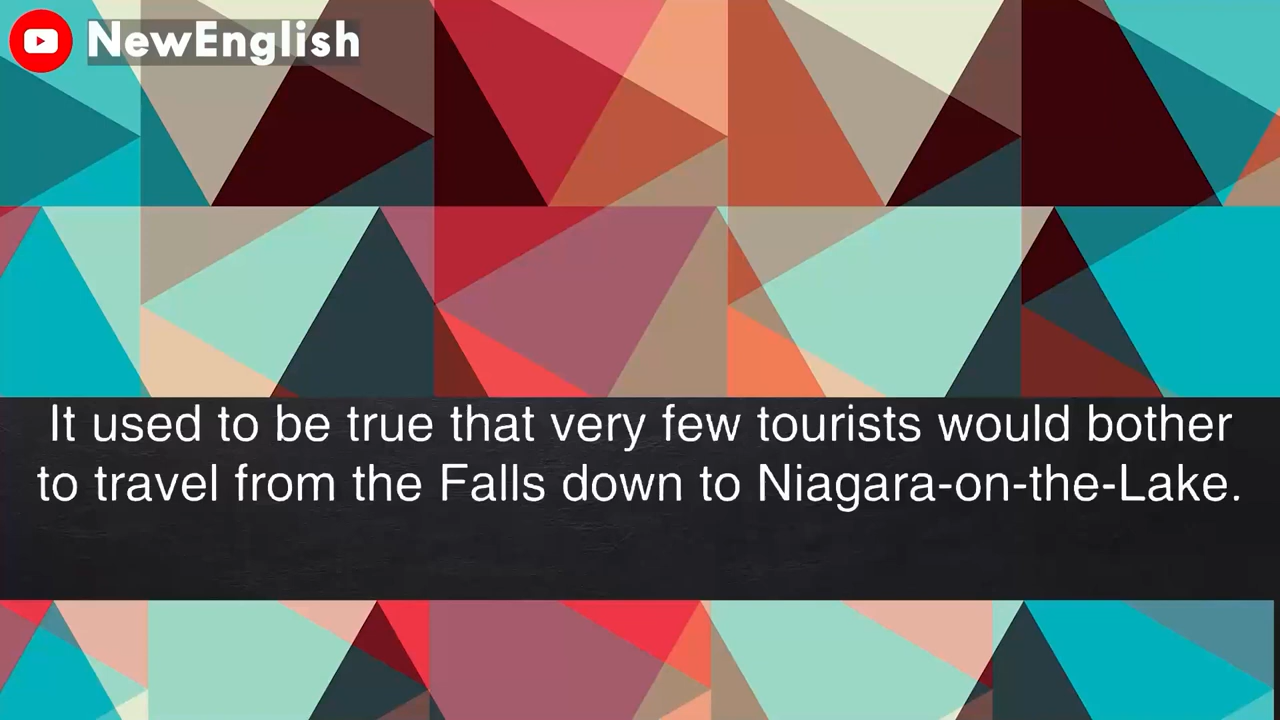 NewEnglish
It used to be true that very few tourists would bother
to travel from the Falls down to Niagara-on-the-Lake.